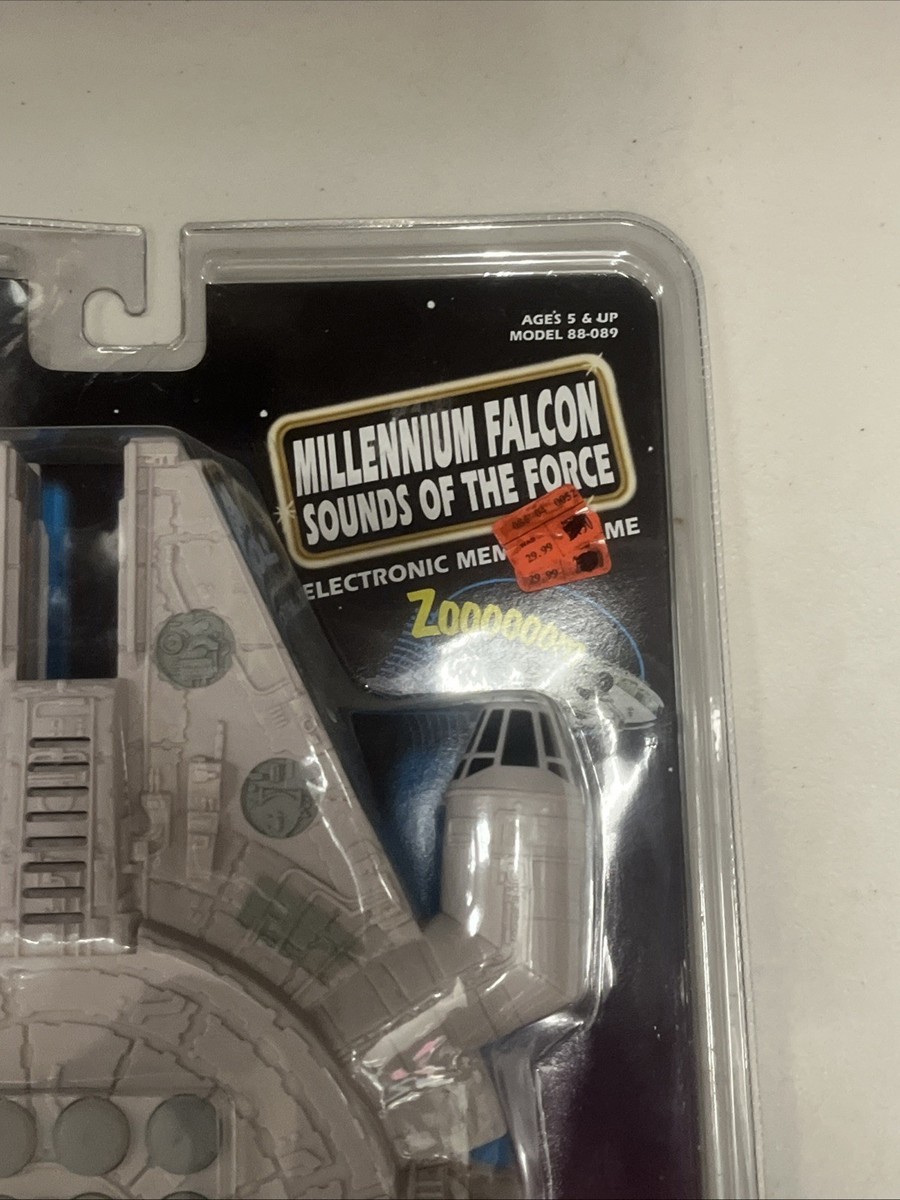 AGES 5 & UP
MODEL 88-089
MILLENNIUM FALCON
SOUNDS OF THE FORCE
ELECTRONIC MEM ME
Zooooooo
29.99
29.99